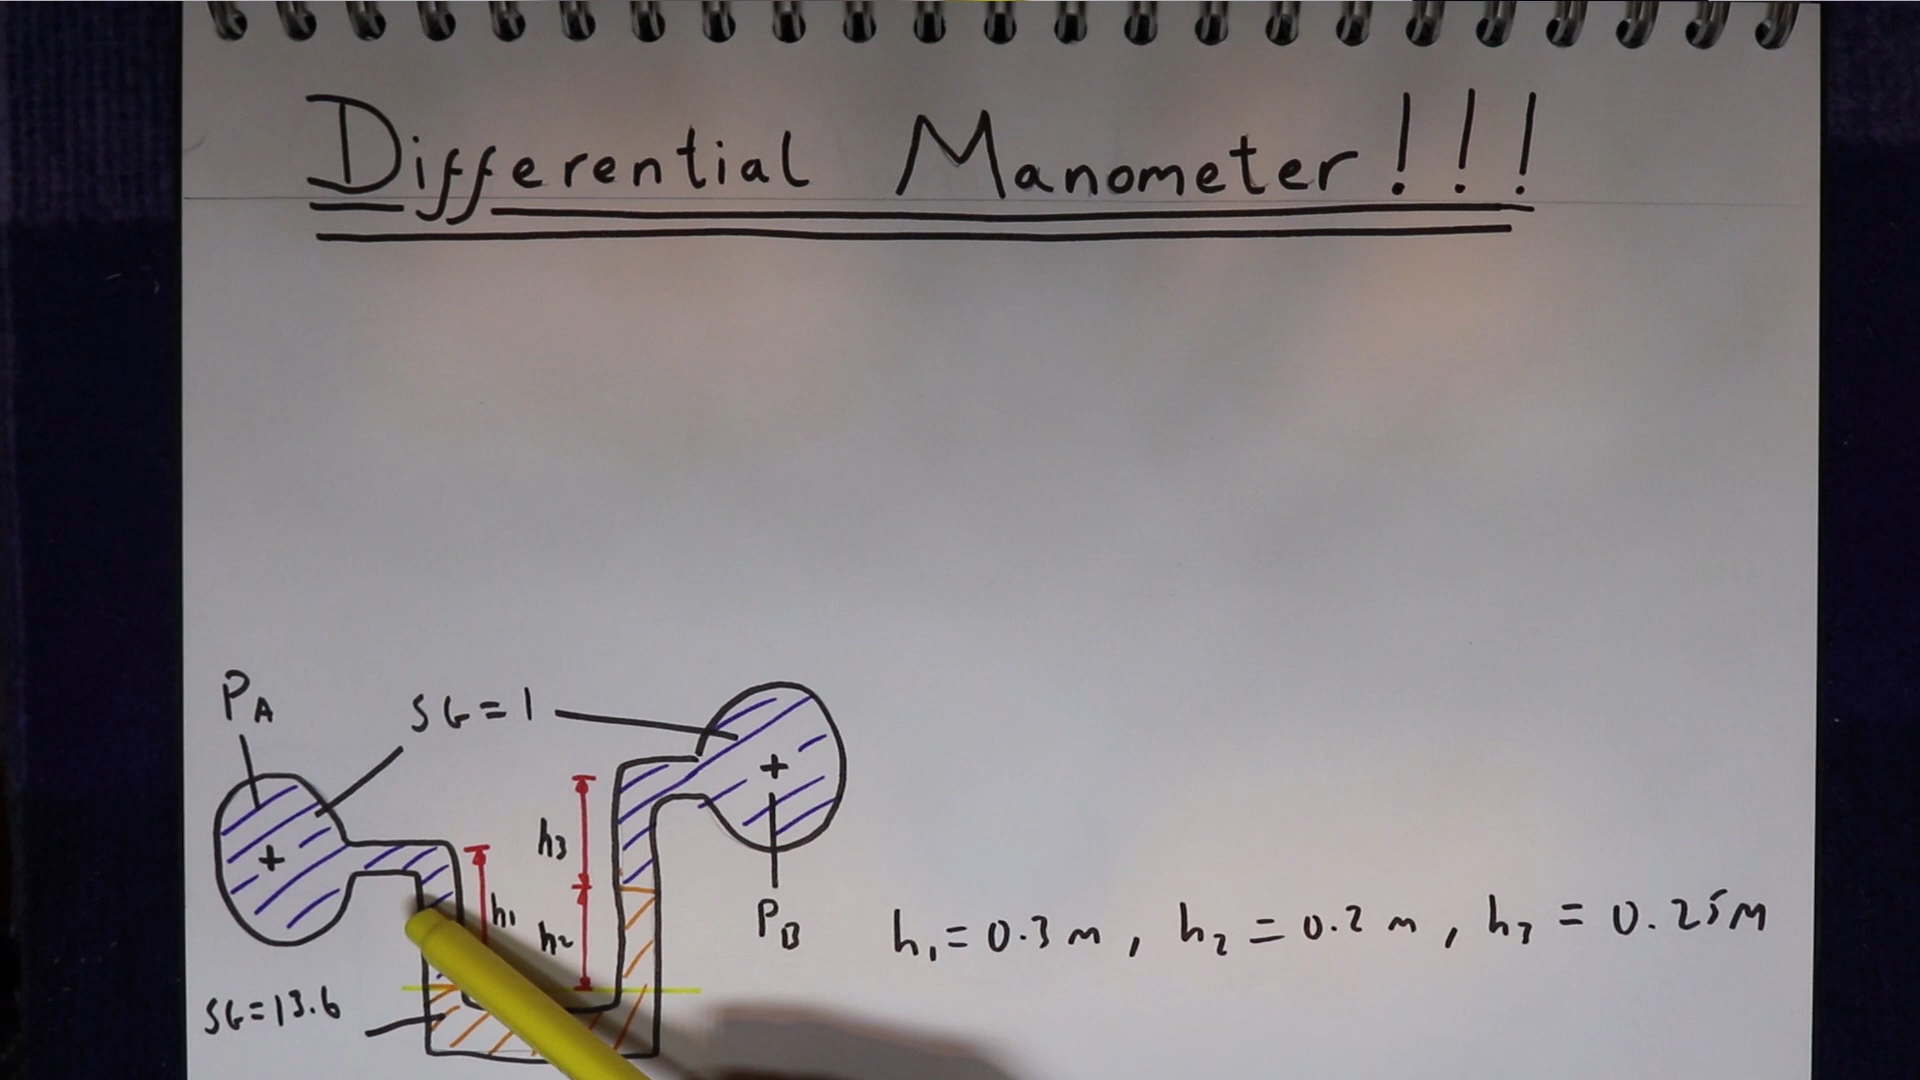 Differential Manometer!!!
PA
SG=1
h3
h1
h2
PB
h1=0.3m, h2=0.2m, h3=0.25m
SG=13.6